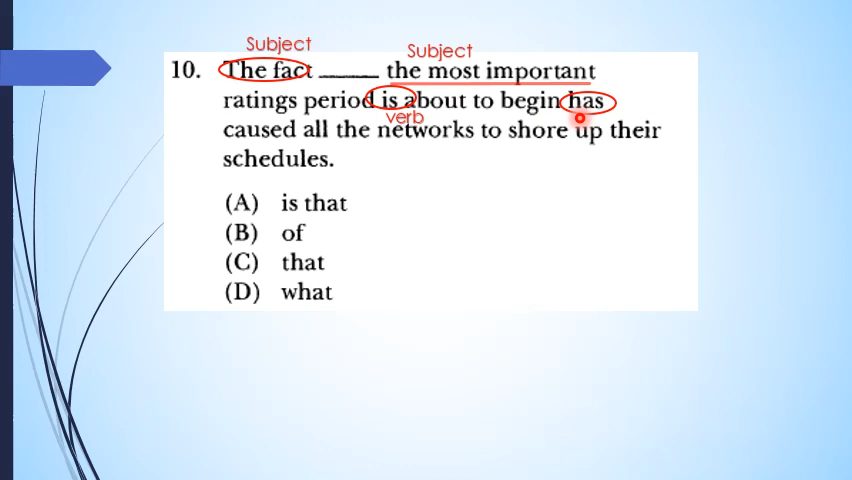 Subject
Subject
10. The fact ______ the most important
ratings period is about to begin has
verb
caused all the networks to shore up their
schedules.
(A) is that
(B) of
(C) that
(D) what